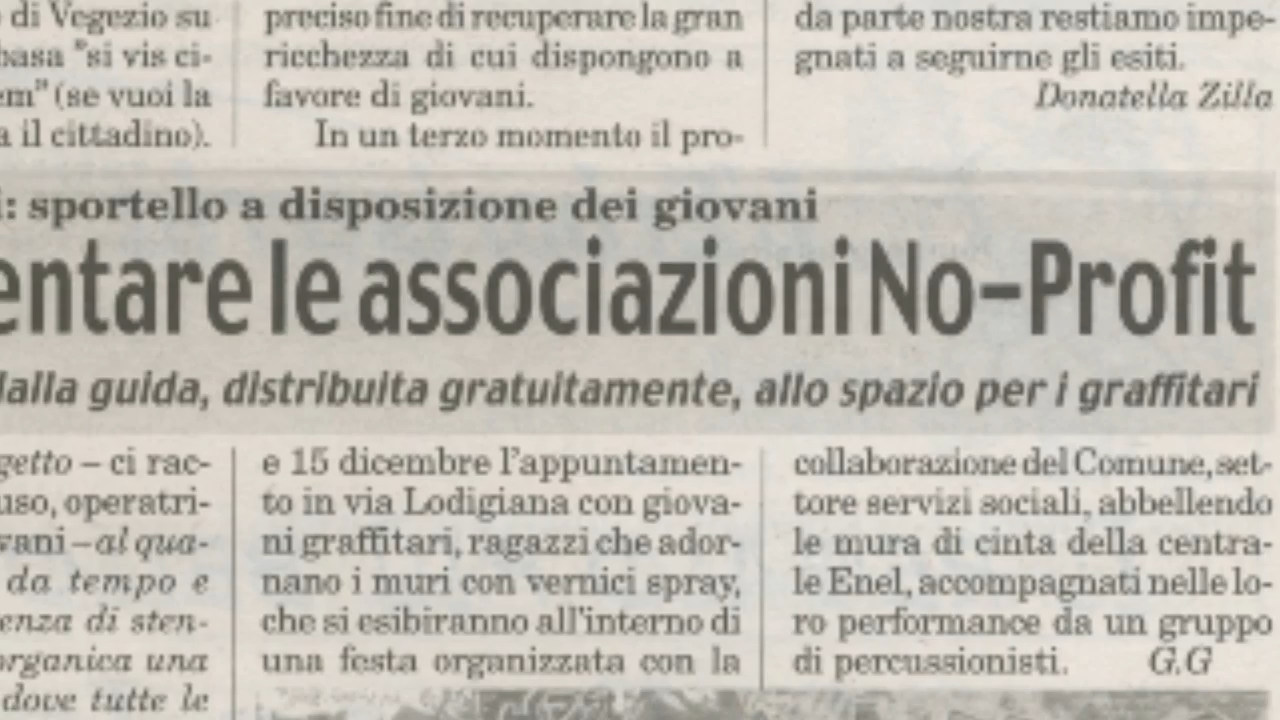 di Vegezio su
basa "si vis ci-
em" (se vuoi la
a il cittadino).
preciso fine di recuperare la gran
ricchezza di cui dispongono a
favore di giovani.
In un terzo momento il pro-
da parte nostra restiamo impe-
gnati a seguirne gli esiti.
Donatella Zilla
i: sportello a disposizione dei giovani
entare le associazioni No-Profit
dalla guida, distribuita gratuitamente, allo spazio per i graffitari
getto – ci rac-
uso, operatri-
vani – al qua-
da tempo e
enza di sten-
organica una
dove tutte le
e 15 dicembre l'appuntamen-
to in via Lodigiana con giova-
ni graffitari, ragazzi che ador-
nano i muri con vernici spray,
che si esibiranno all'interno di
una festa organizzata con la
collaborazione del Comune, set-
tore servizi sociali, abbellendo
le mura di cinta della centra-
le Enel, accompagnati nelle lo-
ro performance da un gruppo
di percussionisti. G.G